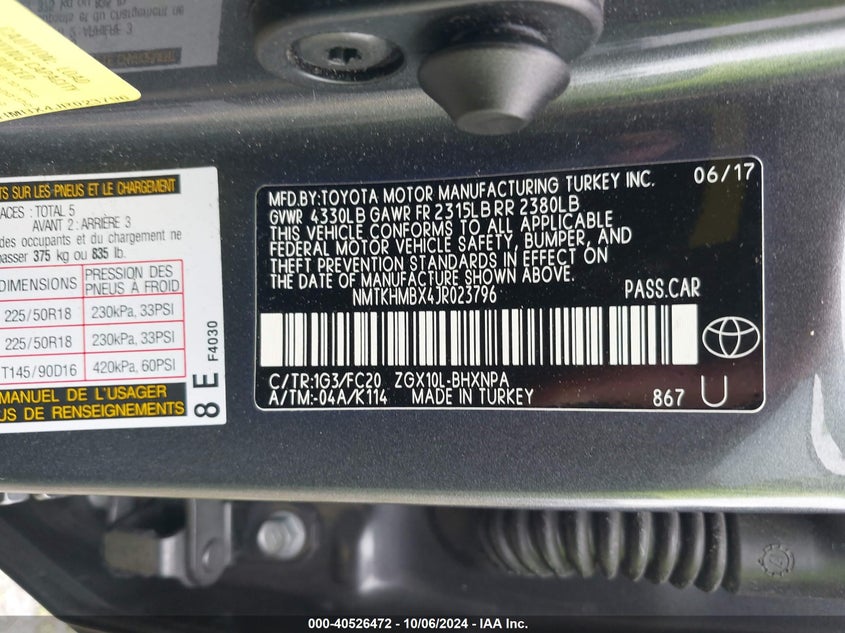 ARRIÈRE 3
TS SUR LES PNEUS ET LE CHARGEMENT
ACES : TOTAL 5
AVANT 2 : ARRIÈRE 3
des occupants et du chargement ne
passer 375 kg ou 835 lb.
DIMENSIONS PRESSION DES PNEUS À FROID
225/50R18 230kPa, 33PSI
225/50R18 230kPa, 33PSI
T145/90D16 420kPa, 60PSI
MANUEL DE L'USAGER
US DE RENSEIGNEMENTS
8 E F4030
MFD.BY:TOYOTA MOTOR MANUFACTURING TURKEY INC. 06/17
GVWR 4330LB GAWR FR 2315LB RR 2380LB
THIS VEHICLE CONFORMS TO ALL APPLICABLE
FEDERAL MOTOR VEHICLE SAFETY, BUMPER, AND
THEFT PREVENTION STANDARDS IN EFFECT ON
THE DATE OF MANUFACTURE SHOWN ABOVE.
NMTKHMBX4JR023796 PASS.CAR
C/TR:1G3/FC20 ZGX10L-BHXNPA
A/TM:-04A/K114 MADE IN TURKEY 867 U
000-40526472 - 10/06/2024 - IAA Inc.